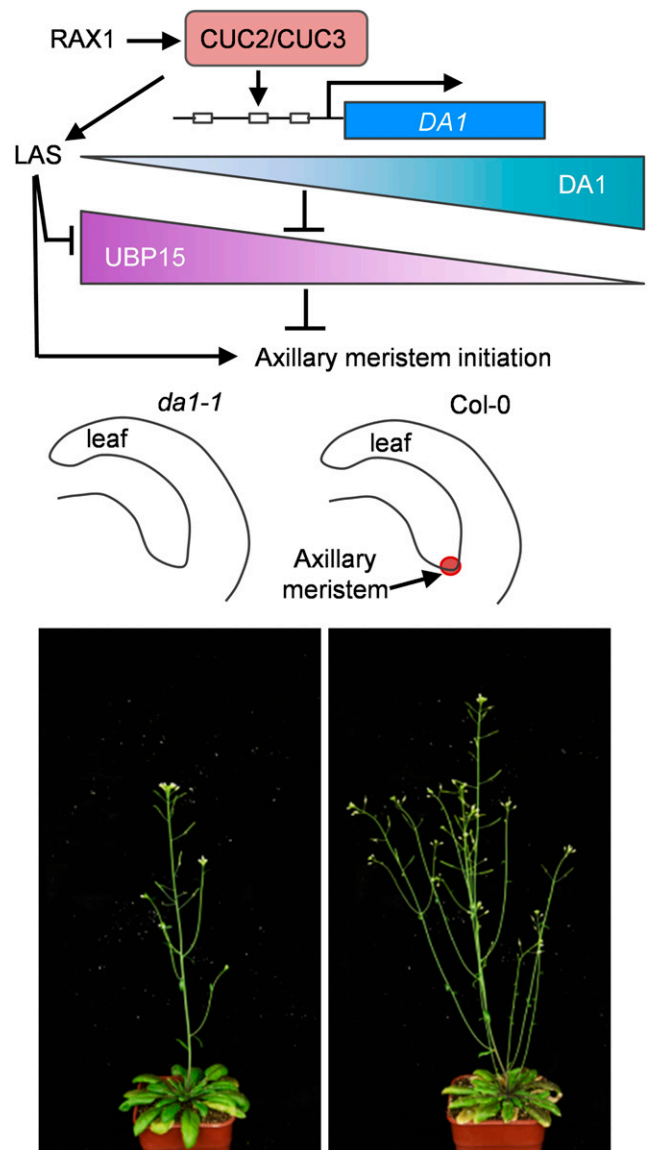 RAX1
CUC2/CUC3
DA1
LAS
DA1
UBP15
Axillary meristem initiation
da1-1
Col-0
leaf
leaf
Axillary
meristem